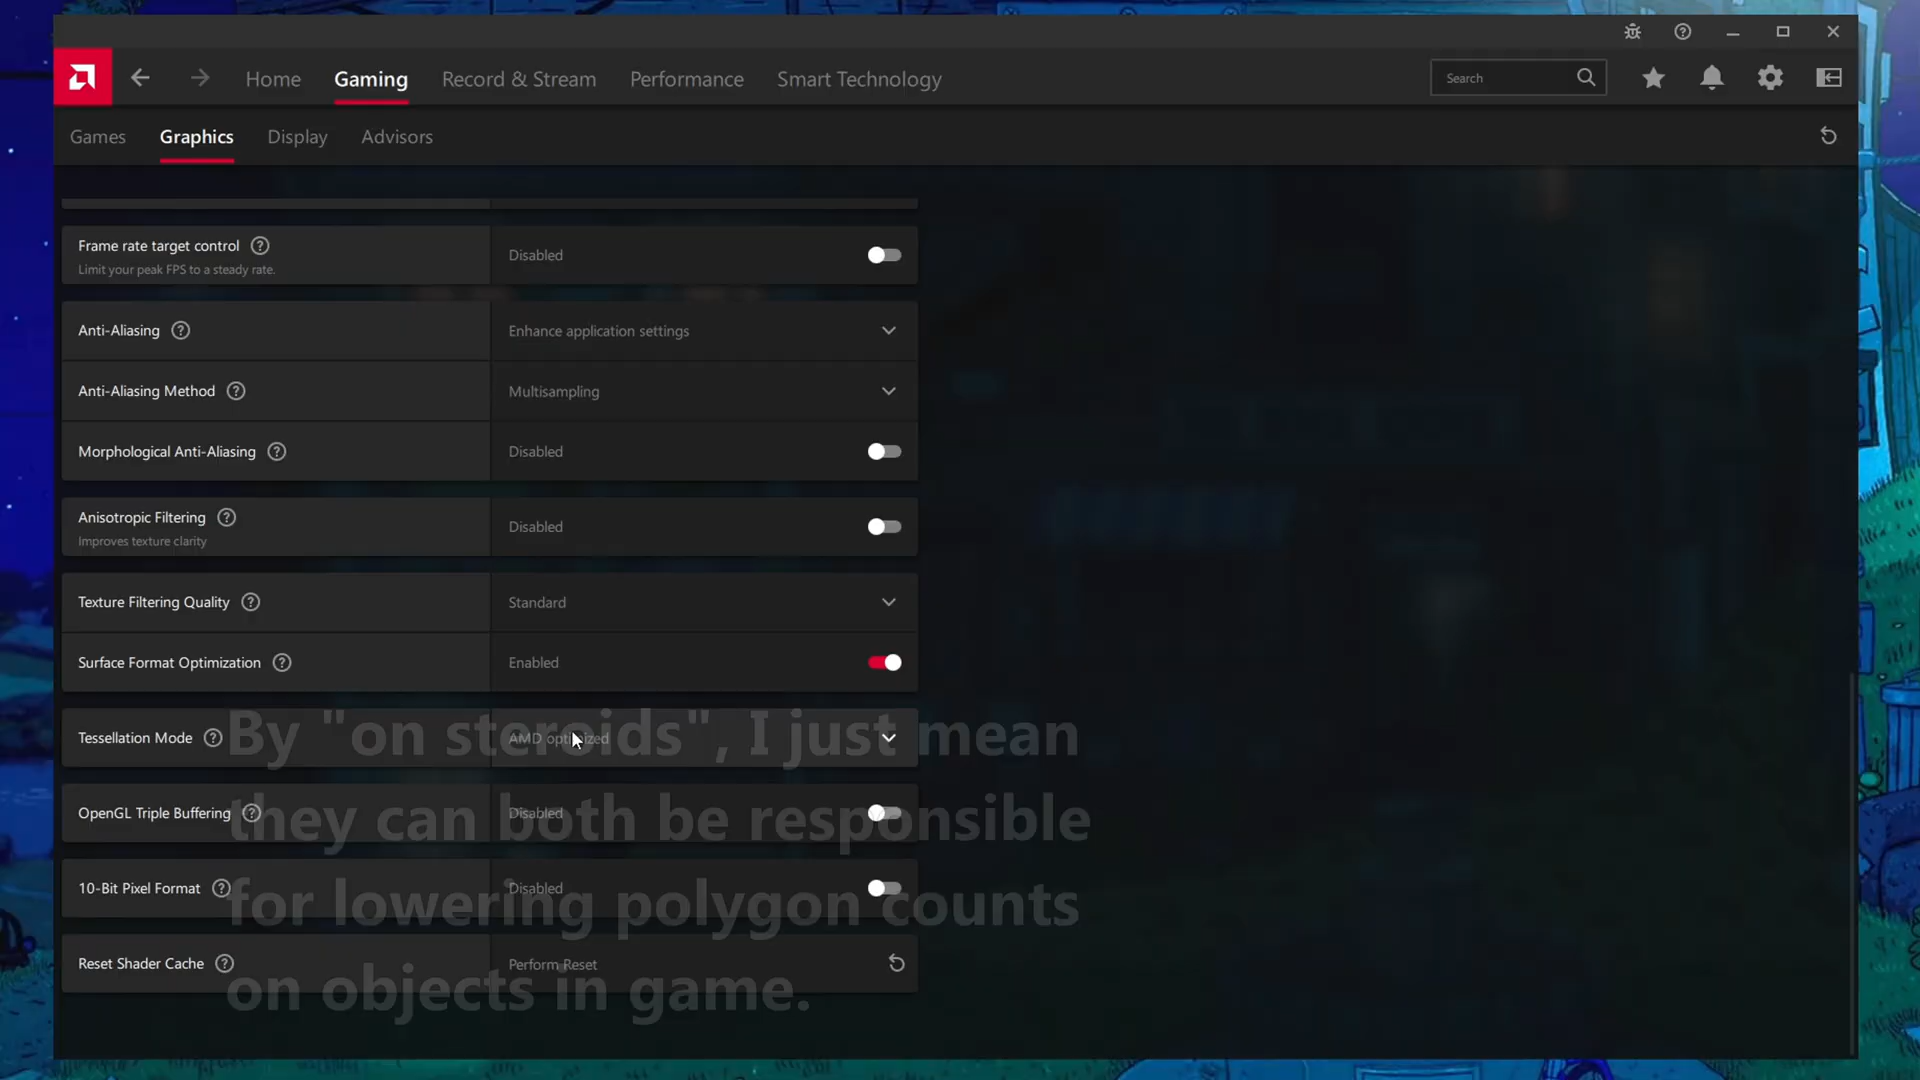 Home Gaming Record & Stream Performance Smart Technology Search
Games Graphics Display Advisors
Frame rate target control Disabled
Limit your peak FPS to a steady rate.
Anti-Aliasing Enhance application settings
Anti-Aliasing Method Multisampling
Morphological Anti-Aliasing Disabled
Anisotropic Filtering Disabled
Improves texture clarity
Texture Filtering Quality Standard
Surface Format Optimization Enabled
Tessellation Mode AMD optimized
OpenGL Triple Buffering Disabled
10-Bit Pixel Format Disabled
Reset Shader Cache Perform Reset
By "on steroids", I just mean
they can both be responsible
for lowering polygon counts
on objects in game.